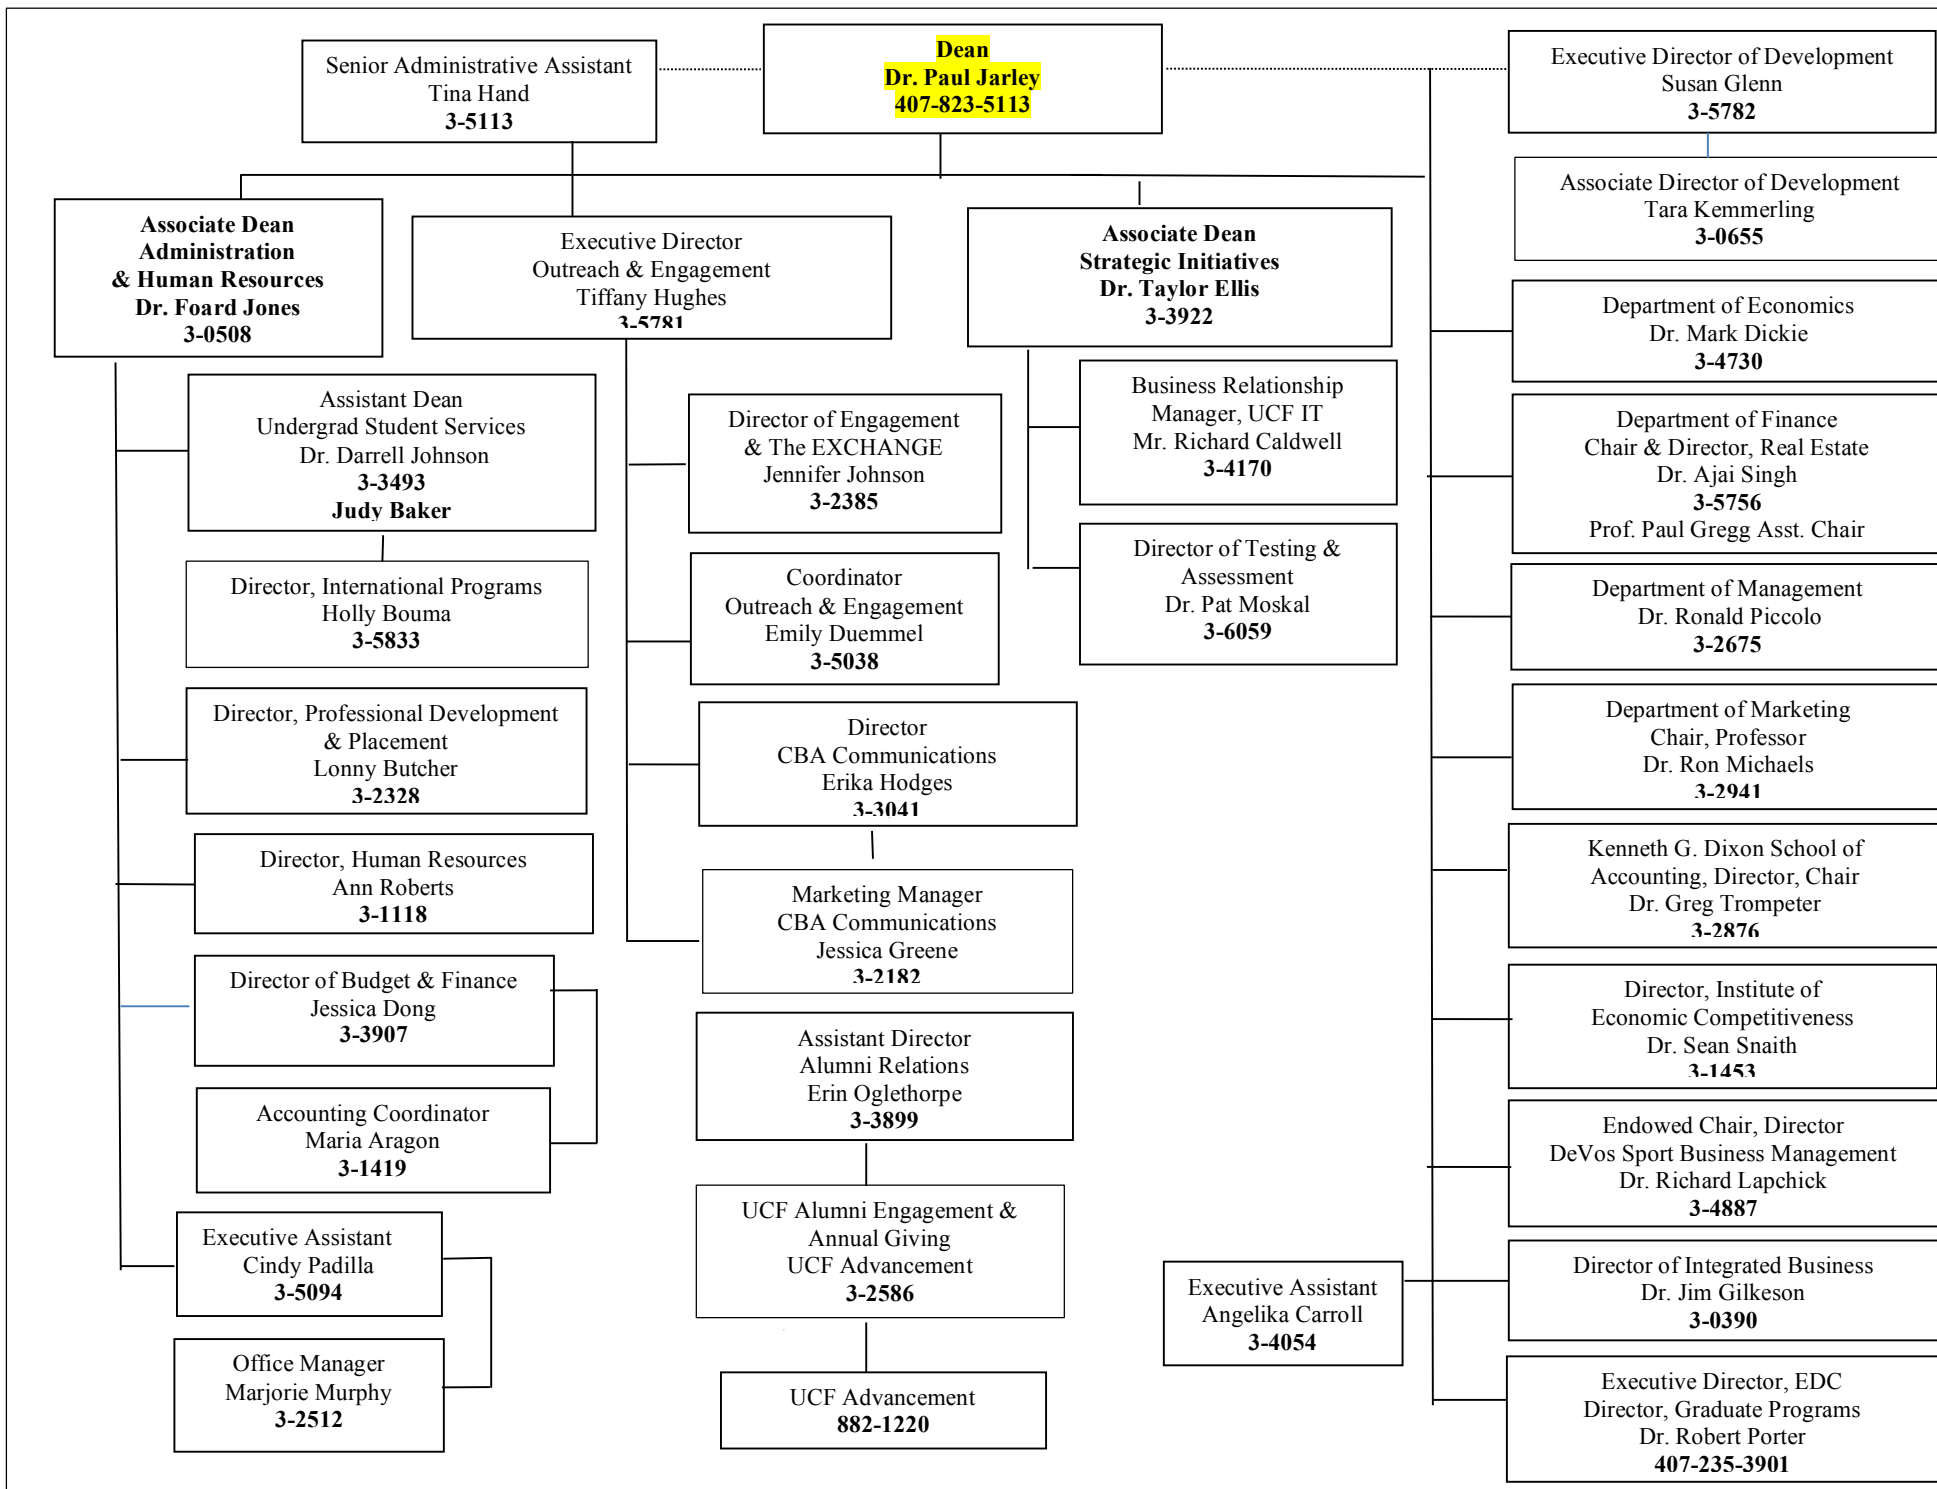 Senior Administrative Assistant
Tina Hand
3-5113
Dean
Dr. Paul Jarley
407-823-5113
Executive Director of Development
Susan Glenn
3-5782
Associate Director of Development
Tara Kemmerling
3-0655
Associate Dean
Administration
& Human Resources
Dr. Foard Jones
3-0508
Executive Director
Outreach & Engagement
Tiffany Hughes
3-5781
Associate Dean
Strategic Initiatives
Dr. Taylor Ellis
3-3922
Assistant Dean
Undergrad Student Services
Dr. Darrell Johnson
3-3493
Judy Baker
Director, International Programs
Holly Bouma
3-5833
Director, Professional Development
& Placement
Lonny Butcher
3-2328
Director, Human Resources
Ann Roberts
3-1118
Director of Budget & Finance
Jessica Dong
3-3907
Accounting Coordinator
Maria Aragon
3-1419
Executive Assistant
Cindy Padilla
3-5094
Office Manager
Marjorie Murphy
3-2512
Director of Engagement
& The EXCHANGE
Jennifer Johnson
3-2385
Coordinator
Outreach & Engagement
Emily Duemmel
3-5038
Director
CBA Communications
Erika Hodges
3-3041
Marketing Manager
CBA Communications
Jessica Greene
3-2182
Assistant Director
Alumni Relations
Erin Oglethorpe
3-3899
UCF Alumni Engagement &
Annual Giving
UCF Advancement
3-2586
UCF Advancement
882-1220
Business Relationship
Manager, UCF IT
Mr. Richard Caldwell
3-4170
Director of Testing &
Assessment
Dr. Pat Moskal
3-6059
Department of Economics
Dr. Mark Dickie
3-4730
Department of Finance
Chair & Director, Real Estate
Dr. Ajai Singh
3-5756
Prof. Paul Gregg Asst. Chair
Department of Management
Dr. Ronald Piccolo
3-2675
Department of Marketing
Chair, Professor
Dr. Ron Michaels
3-2941
Kenneth G. Dixon School of
Accounting, Director, Chair
Dr. Greg Trompeter
3-2876
Director, Institute of
Economic Competitiveness
Dr. Sean Snaith
3-1453
Endowed Chair, Director
DeVos Sport Business Management
Dr. Richard Lapchick
3-4887
Executive Assistant
Angelika Carroll
3-4054
Director of Integrated Business
Dr. Jim Gilkeson
3-0390
Executive Director, EDC
Director, Graduate Programs
Dr. Robert Porter
407-235-3901